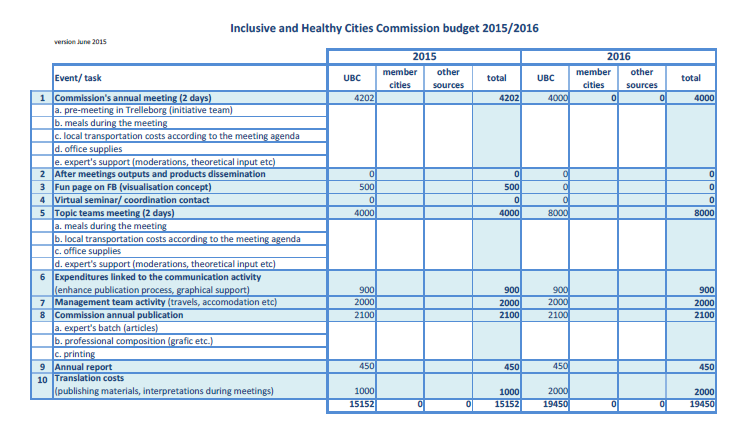 Inclusive and Healthy Cities Commission budget 2015/2016
version June 2015
2015 2016
Event/ task UBC member cities other sources total UBC member cities other sources total
1 Commission's annual meeting (2 days) 4202 4202 4000 0 0 4000
a. pre-meeting in Trelleborg (initiative team)
b. meals during the meeting
c. local transportation costs according to the meeting agenda
d. office supplies
e. expert's support (moderations, theoretical input etc)
2 After meetings outputs and products dissemination 0 0 0 0
3 Fun page on FB (visualisation concept) 500 500 0 0
4 Virtual seminar/ coordination contact 0 0 0 0
5 Topic teams meeting (2 days) 4000 4000 8000 8000
a. meals during the meeting
b. local transportation costs according to the meeting agenda
c. office supplies
d. expert's support (moderations, theoretical input etc)
6 Expenditures linked to the communication activity
(enhance publication process, graphical support) 900 900 900 900
7 Management team activity (travels, accomodation etc) 2000 2000 2000 2000
8 Commission annual publication 2100 2100 2100 2100
a. expert's batch (articles)
b. professional composition (grafic etc.)
c. printing
9 Annual report 450 450 450 450
10 Translation costs
(publishing materials, interpretations during meetings) 1000 1000 2000 2000
15152 0 0 15152 19450 0 0 19450